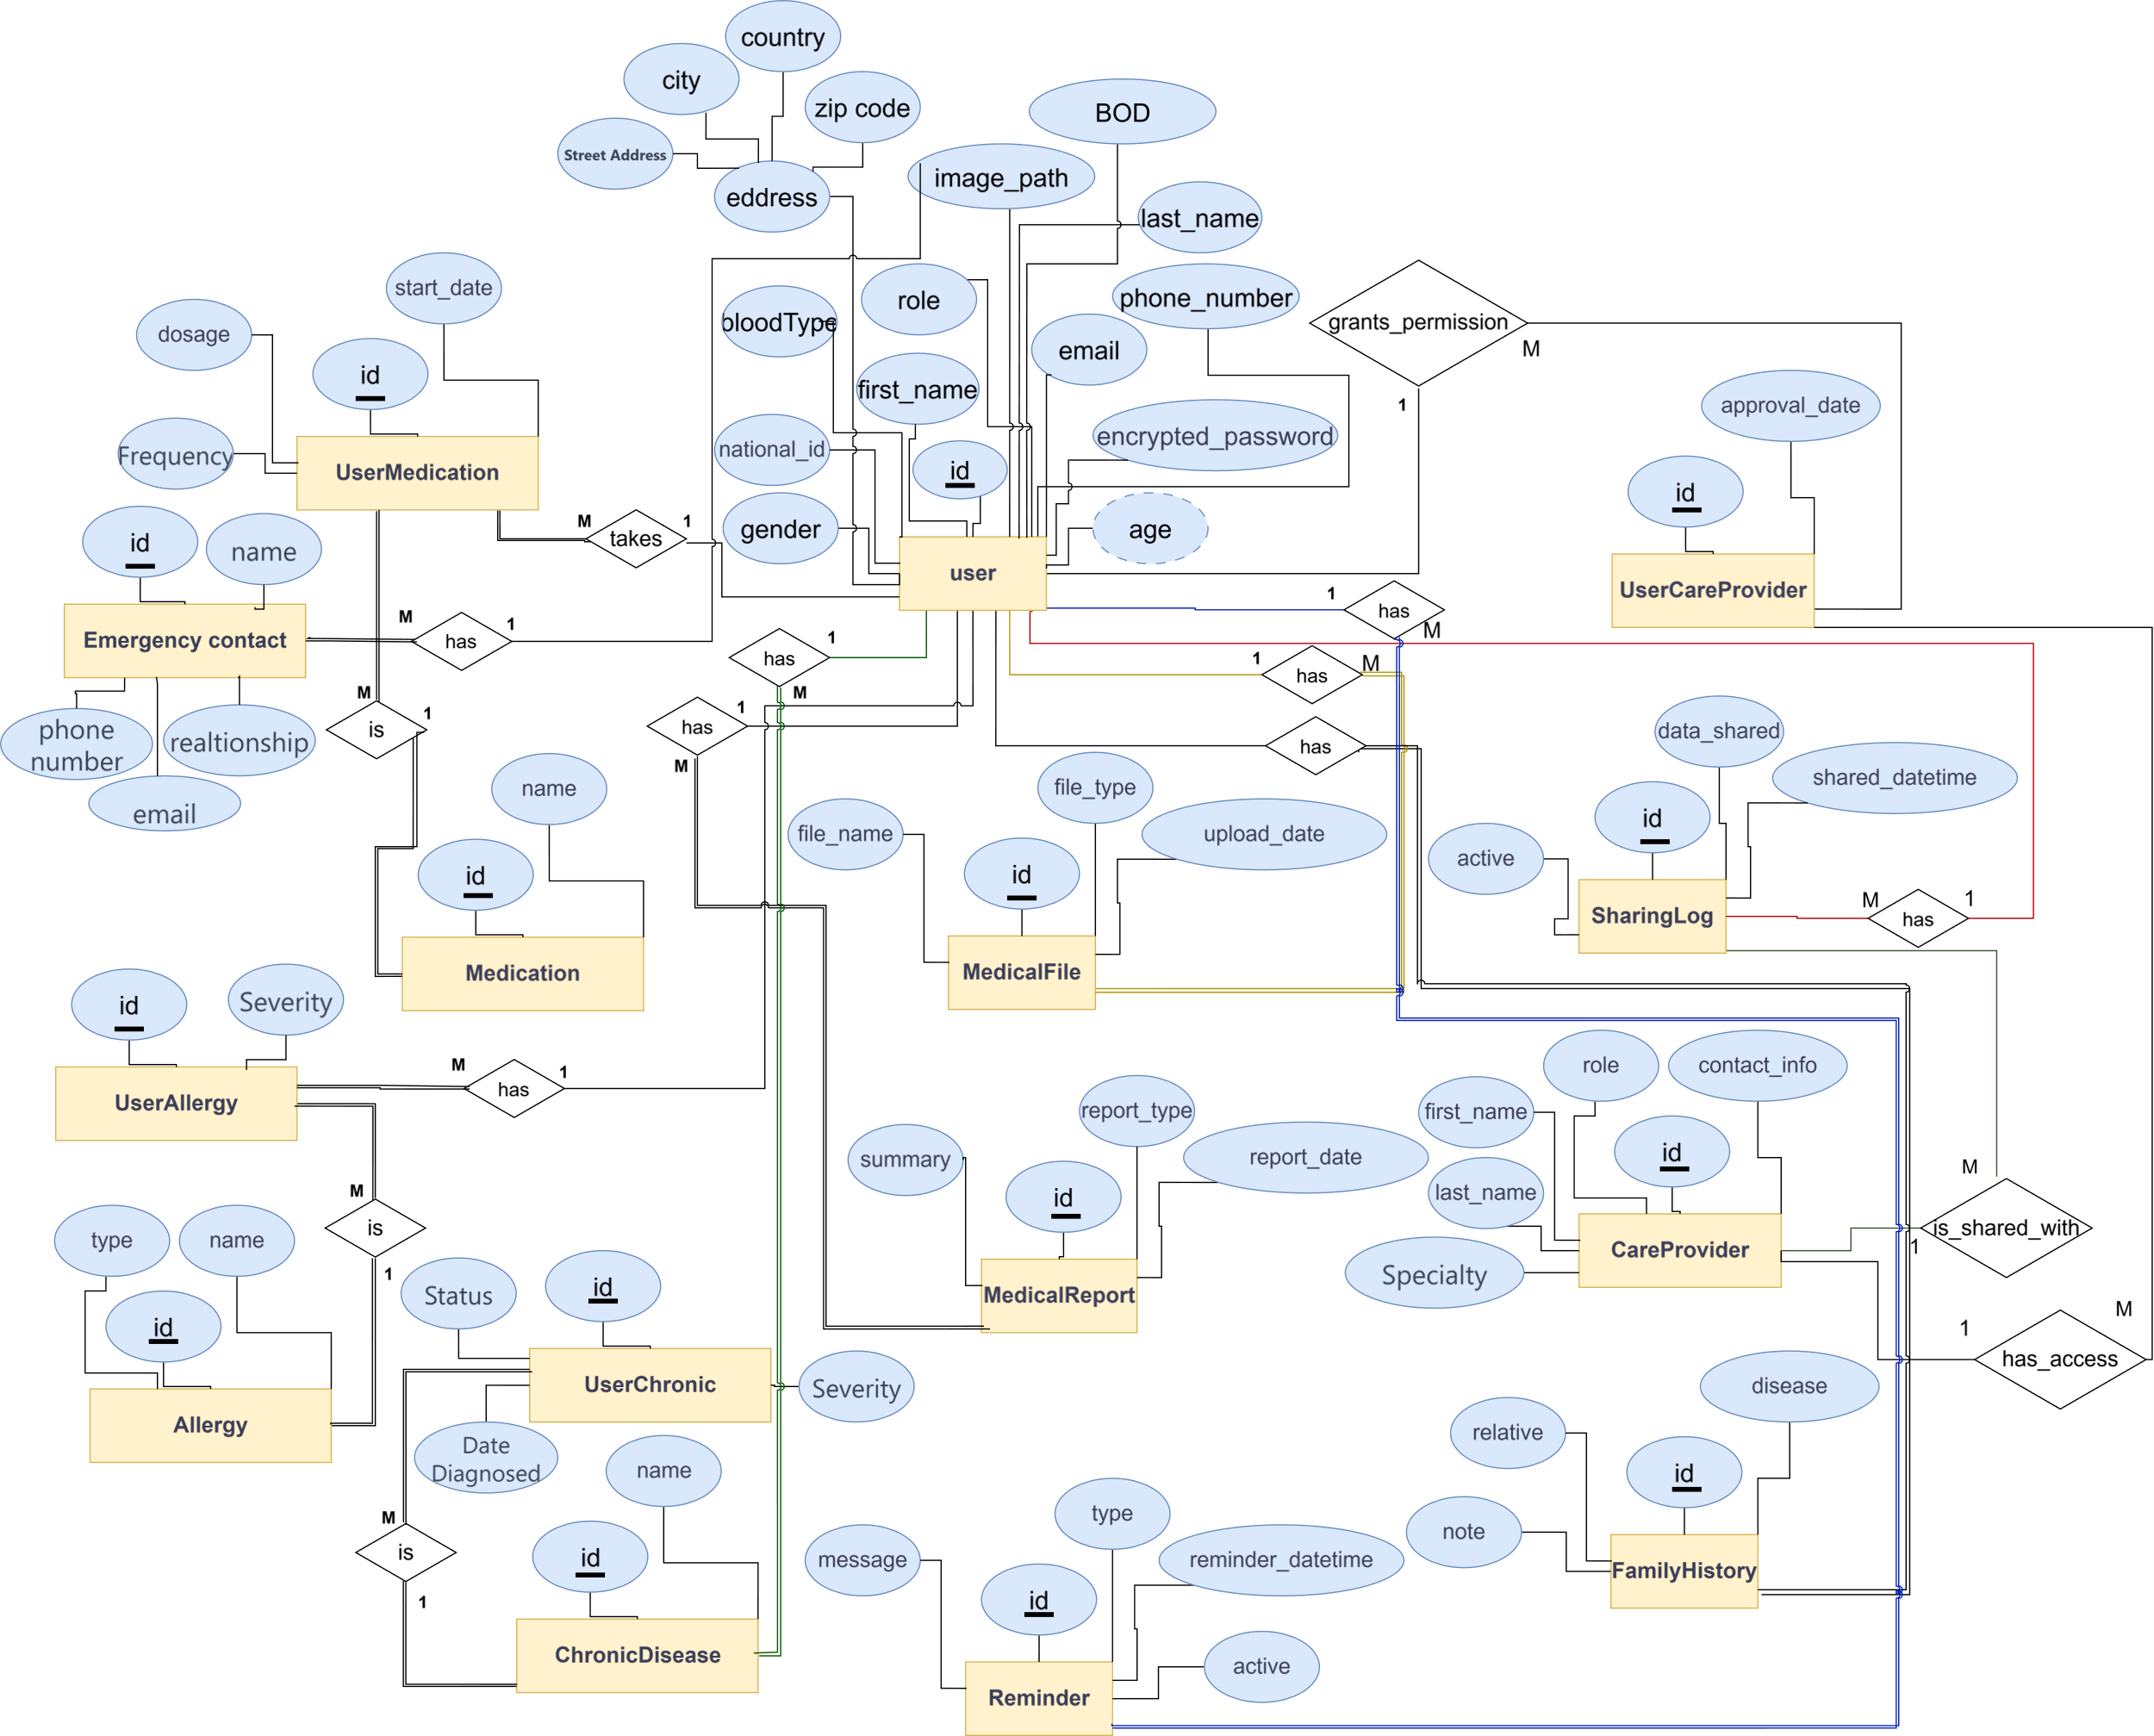 country
city
zip code
BOD
Street Address
image_path
eddress
last_name
start_date
role
phone_number
bloodType
grants_permission
dosage
M
email
id
first_name
1
approval_date
encrypted_password
Frequency
national_id
UserMedication
id
id
M
1
gender
age
takes
id
name
user
UserCareProvider
1
has
M
1
M
Emergency contact
has
1
has
1
M
has
M
M
1
1
phone
number
realtionship
is
has
has
data_shared
M
name
file_type
shared_datetime
email
id
file_name
upload_date
active
id
id
M
1
SharingLog
has
Medication
MedicalFile
id
Severity
M
1
has
role
contact_info
UserAllergy
report_type
first_name
summary
report_date
id
M
M
id
last_name
type
name
is
is_shared_with
1
CareProvider
1
Status
id
MedicalReport
Specialty
M
id
1
has_access
UserChronic
Severity
disease
Allergy
relative
Date
Diagnosed
name
id
M
type
note
is
id
message
reminder_datetime
FamilyHistory
1
id
ChronicDisease
active
Reminder